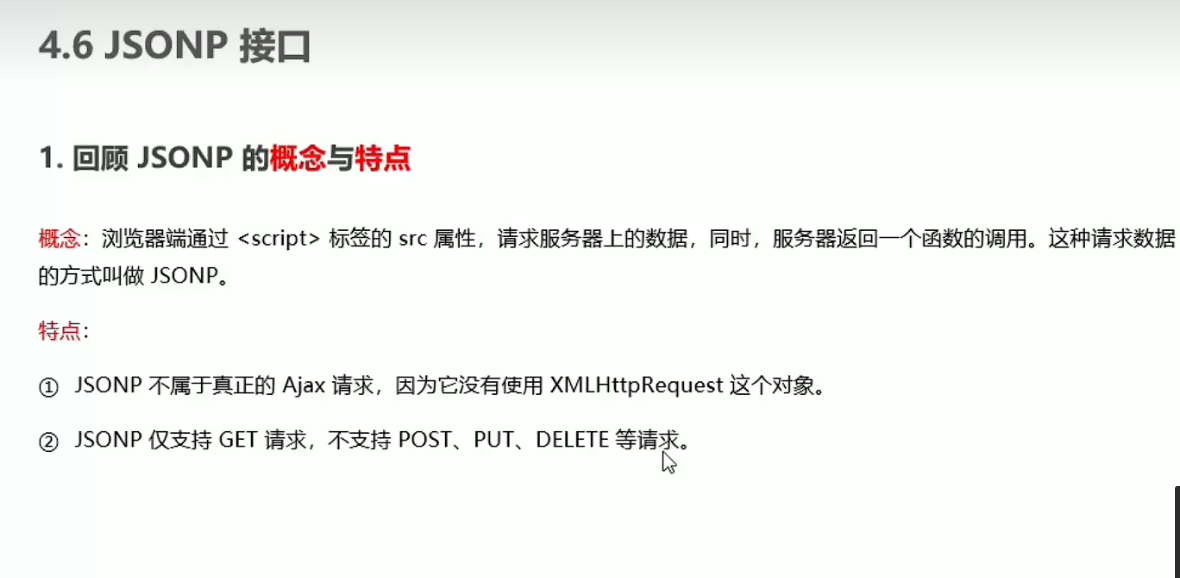 4.6 JSONP 接口
1. 回顾 JSONP 的概念与特点
概念：浏览器端通过 <script> 标签的 src 属性，请求服务器上的数据，同时，服务器返回一个函数的调用。这种请求数据
的方式叫做 JSONP。
特点：
① JSONP 不属于真正的 Ajax 请求，因为它没有使用 XMLHttpRequest 这个对象。
② JSONP 仅支持 GET 请求，不支持 POST、PUT、DELETE 等请求。